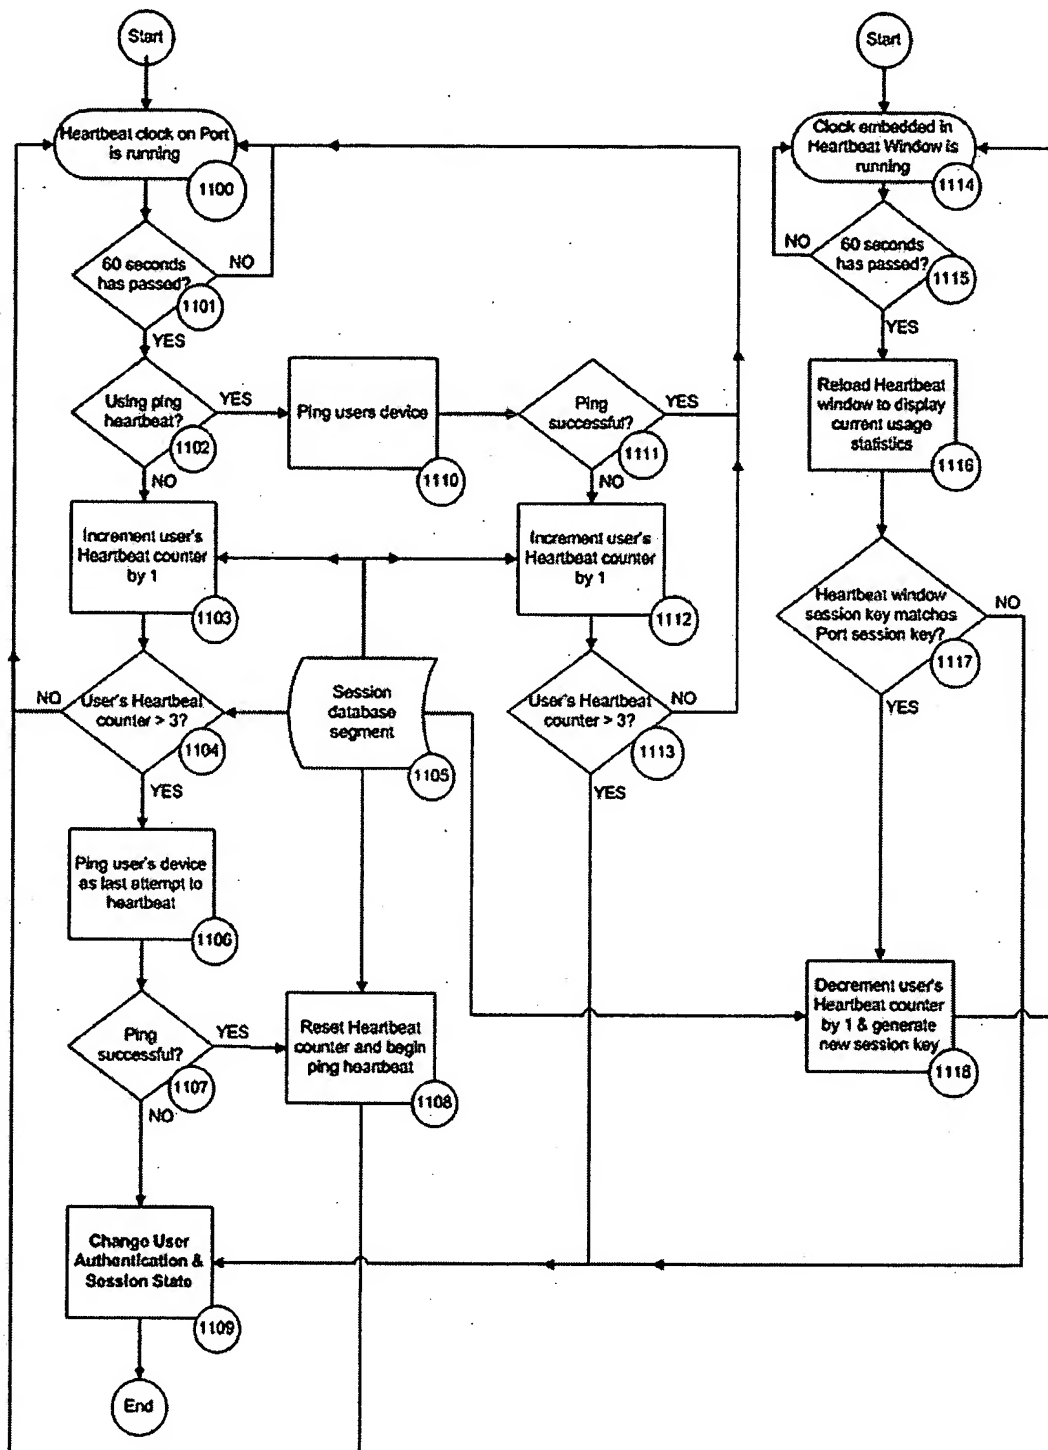 Start
Heartbeat clock on Port
is running
1100
60 seconds
has passed?
1101
NO
YES
Using ping
heartbeat?
1102
YES
NO
Ping users device
1110
Ping
successful?
1111
YES
NO
Increment user's
Heartbeat counter
by 1
1103
Increment user's
Heartbeat counter
by 1
1112
User's Heartbeat
counter > 3?
1104
NO
YES
Session
database
segment
1105
User's Heartbeat
counter > 3?
1113
NO
YES
Ping user's device
as last attempt to
heartbeat
1106
Ping
successful?
1107
YES
NO
Reset Heartbeat
counter and begin
ping heartbeat
1108
Change User
Authentication &
Session State
1109
End
Start
Clock embedded in
Heartbeat Window is
running
1114
60 seconds
has passed?
1115
NO
YES
Reload Heartbeat
window to display
current usage
statistics
1116
Heartbeat window
session key matches
Port session key?
1117
NO
YES
Decrement user's
Heartbeat counter
by 1 & generate
new session key
1118